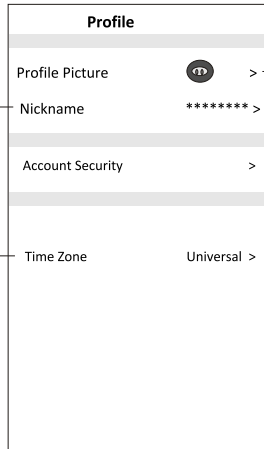 Profile
Profile Picture >
Nickname ******** >
Account Security >
Time Zone Universal >